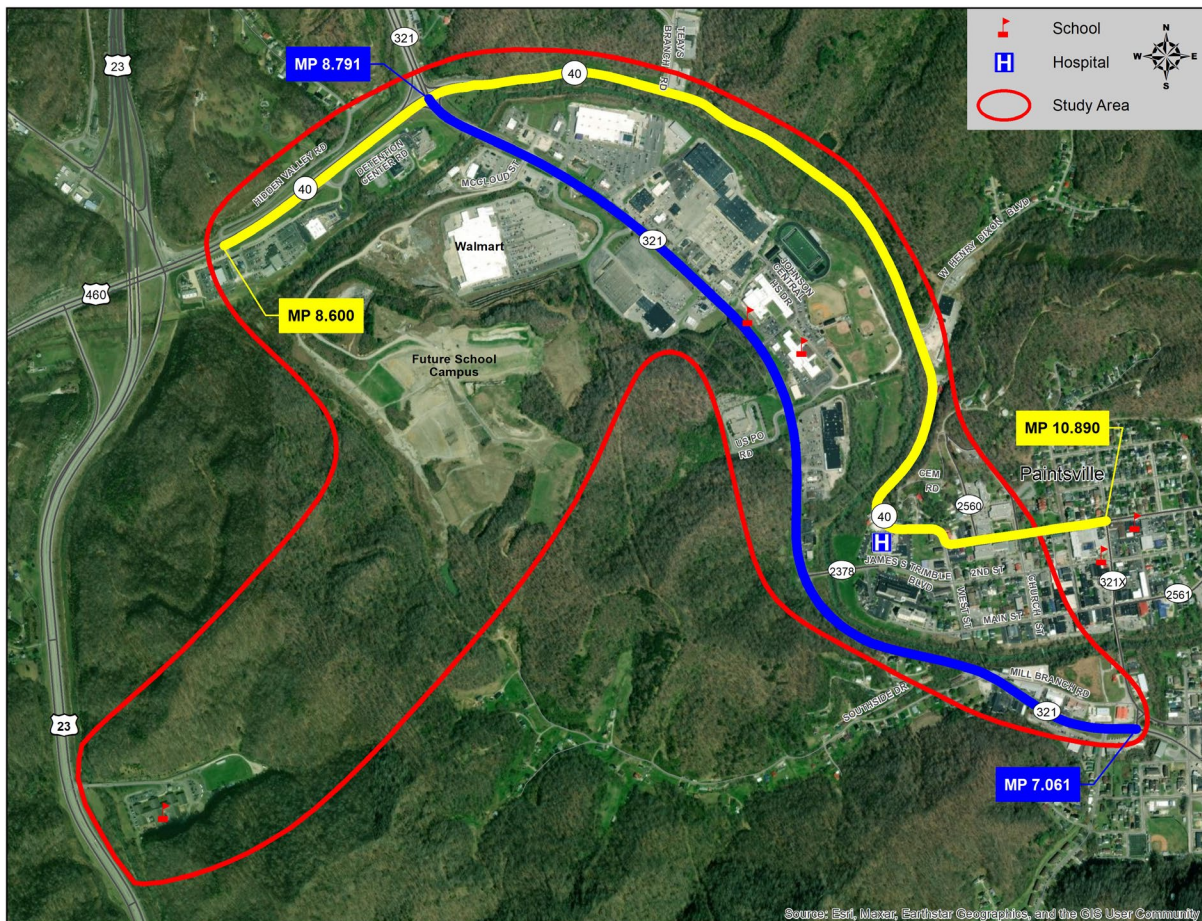 School
Hospital
H
Study Area
N
W E
S
23
321
MP 8.791
TEAYS
BRANCH RD
40
HIDDEN VALLEY RD
DETENTION
CENTER RD
40
MCCLOUD ST
Walmart
321
JOHNSON
CENTRAL
HS DR
W HENRY DIXON BLVD
460
MP 8.600
Future School
Campus
US PO
RD
MP 10.890
Paintsville
CEM
RD
2560
40
H
2378
JAMES S TRIMBLE
BLVD
2ND ST
WEST ST
MAIN ST
CHURCH ST
321X
2561
MILL BRANCH RD
SOUTHSIDE DR
321
23
MP 7.061
Source: Esri, Maxar, Earthstar Geographics, and the GIS User Community